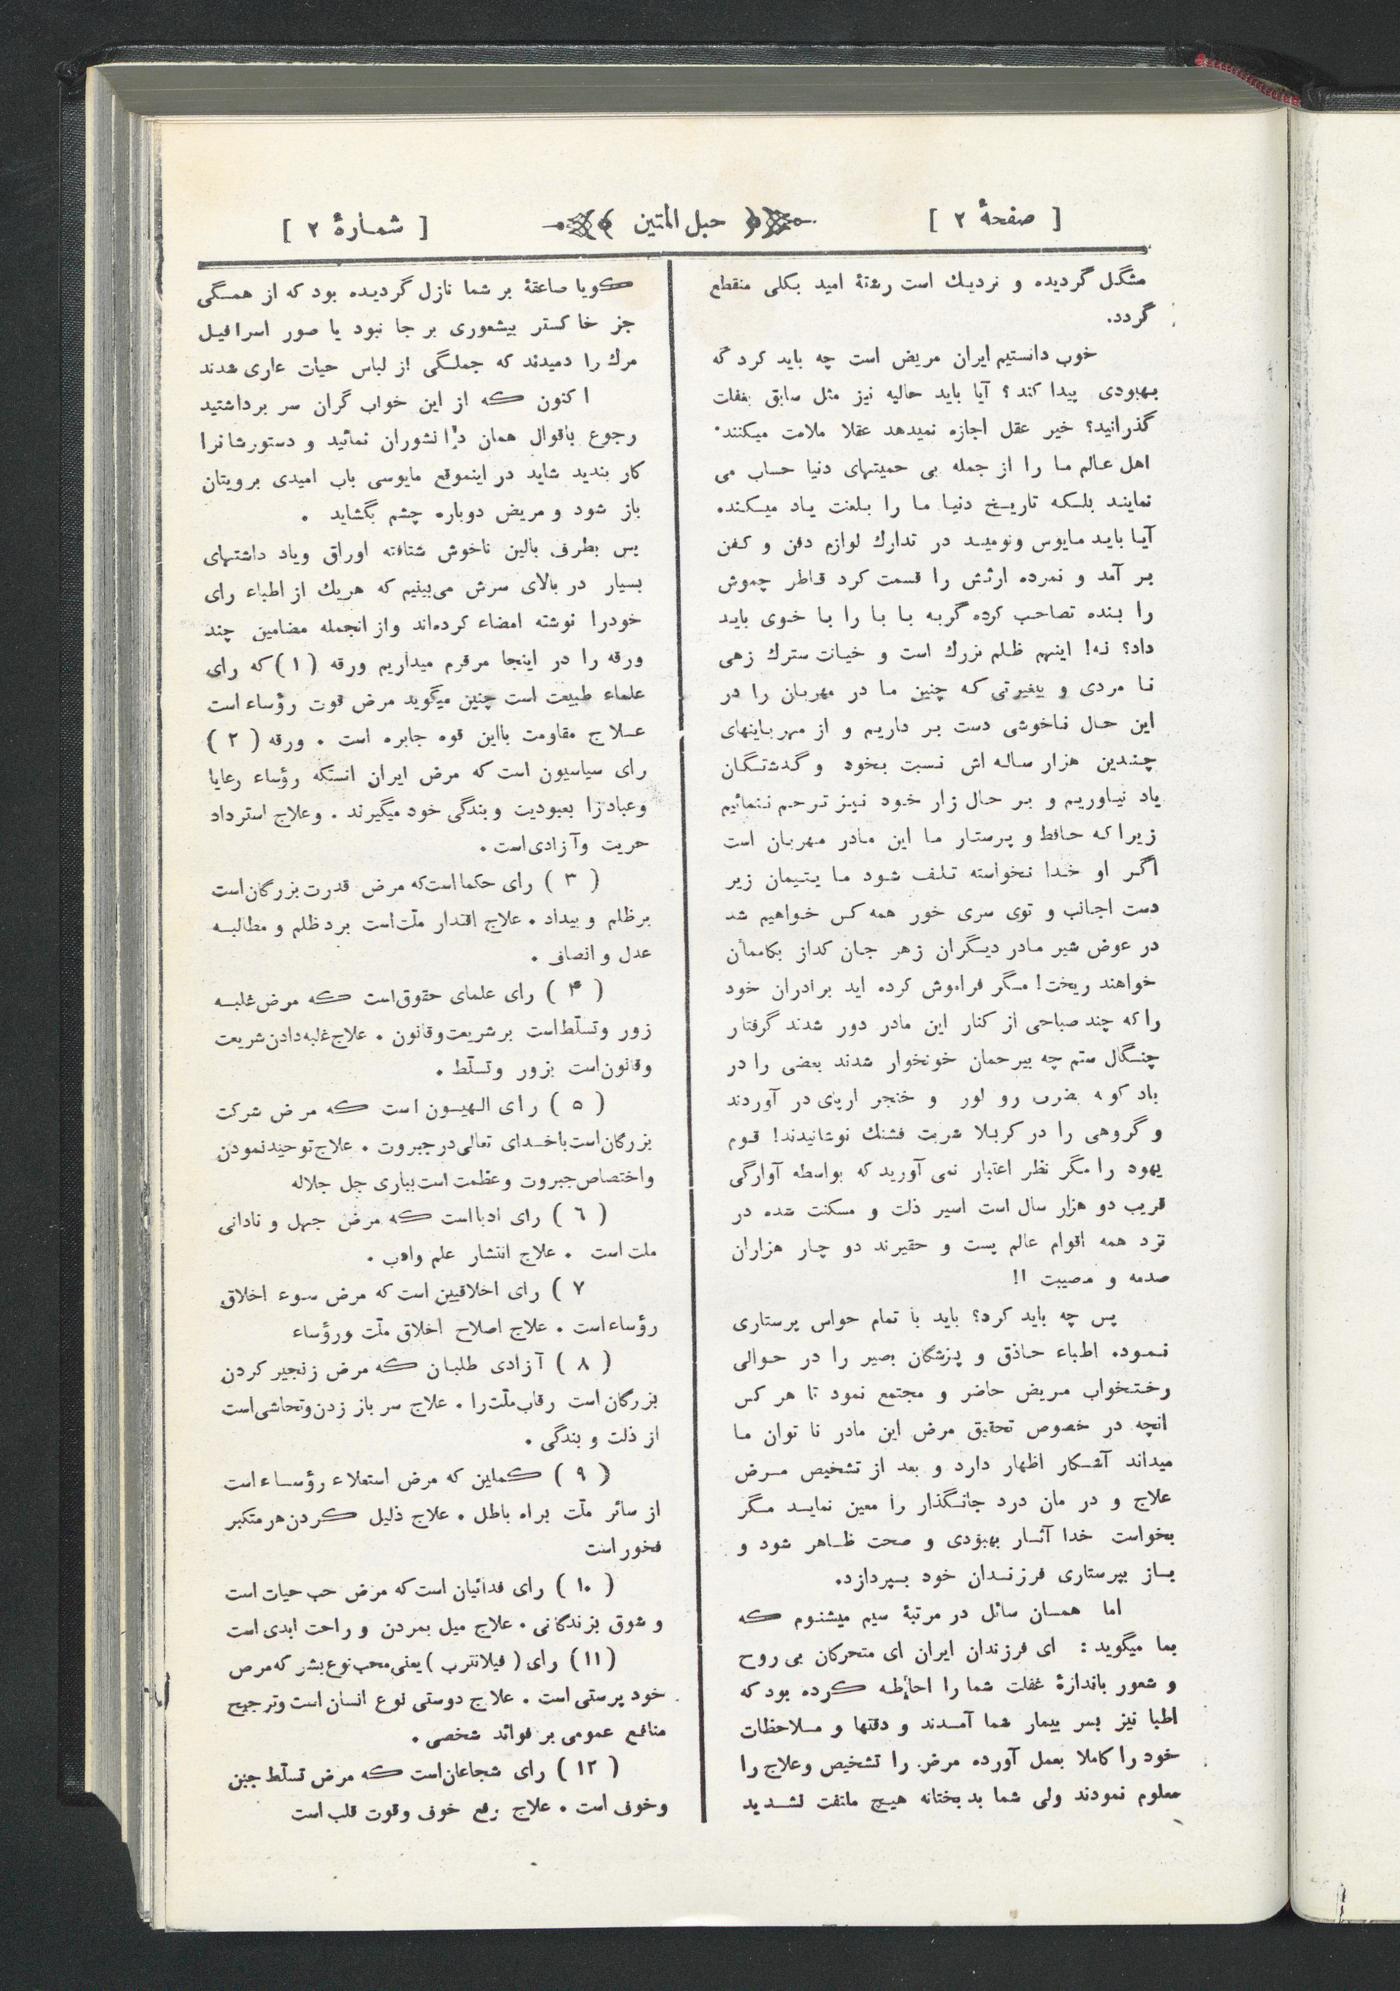 [ صفحهٔ ۲ ]
حبل المتین
[ شمارهٔ ۲ ]
مشگل گردیده و نزدیك است رشتهٔ امید بكلی منقطع
گردد.
خوب دانستیم ایران مریض است چه باید کرد که
بهبودی پیدا کند ؟ آیا باید حالیه نیز مثل سابق بغفلت
گذرانید؟ خیر عقل اجازه نمیدهد عقلا ملامت میکنند.
اهل عالم ما را از جمله بی حمیتهای دنیا حساب می
نمایند بلکه تاریخ دنیا ما را بلعنت یاد میکند.
آیا باید مایوس ونومید در تدارك لوازم دفن و کفن
بر آمد و نمرده ارثش را قسمت کرد قاطر چموش
را بنده تصاحب کرده گربه با با را با خوی باید
داد؟ نه! اینهم ظلم بزرك است و خیانت سترك زهی
نا مردی و بیغیرتی که چنین ما در مهربان را در
این حال ناخوشی دست بر داریم و از مهربانیهای
چندین هزار ساله اش نسبت بخود و گذشتگان
یاد نیاوریم و بر حال زار خود نیز ترحم ننمائیم
زیرا که حافظ و پرستار ما این مادر مهربان است
اگر او خدا نخواسته تلف شود ما یتیمان زیر
دست اجانب و توی سری خور همه کس خواهیم شد
در عوض شیر مادر دیگران زهر جان کداز بکاممان
خواهند ریخت! مگر فراموش کرده اید برادران خود
را که چند صباحی از کنار این مادر دور شدند گرفتار
چنگال ستم چه بیرحمان خونخوار شدند بعضی را در
باد کوبه بضرب رو لور و خنجر ازپای در آوردند
و گروهی را در کربلا شربت فشنك نوشانیدند! قوم
یهود را مگر نظر اعتبار نمی آورید که بواسطه آوارگی
قریب دو هزار سال است اسیر ذلت و مسکنت شده در
نزد همه اقوام عالم پست و حقیرند دو چار هزاران
صدمه و مصیبت !!
پس چه باید کرد؟ باید با تمام حواس پرستاری
نمود. اطباء حاذق و پزشگان بصیر را در حوالی
رختخواب مریض حاضر و مجتمع نمود تا هر کس
انچه در خصوص تحقیق مرض این مادر نا توان ما
میداند آشکار اظهار دارد و بعد از تشخیص مرض
علاج و در مان درد جانگذار را معین نماید مگر
بخواست خدا آثار بهبودی و صحت ظاهر شود و
باز بپرستاری فرزندان خود بپردازد.
اما همان سائل در مرتبهٔ سیم میشنوم که
بما میگوید : ای فرزندان ایران ای متحرکان بی روح
و شعور باندازهٔ غفلت شما را احاطه کرده بود که
اطبا نیز بسر بیمار شما آمدند و دقتها و ملاحظات
خود را کاملا بعمل آورده مرض را تشخیص وعلاج را
معلوم نمودند ولی شما بدبختانه هیچ ملتفت نشدید
کویا صاعقهٔ بر شما نازل گردیده بود که از همگی
جز خاکستر بیشعوری بر جا نبود یا صور اسرافیل
مرك را دمیدند که جملگی از لباس حیات عاری شدند
اکنون که از این خواب گران سر برداشتید
رجوع باقوال همان دانشوران نمائید و دستورشانرا
کار بندید شاید در اینموقع مایوسی باب امیدی برویتان
باز شود و مریض دوباره چشم بگشاید .
پس بطرف بالین ناخوش شتافته اوراق ویاد داشتهای
بسیار در بالای سرش می‌بینیم که هریك از اطباء رای
خودرا نوشته امضاء کرده‌اند واز انجمله مضامین چند
ورقه را در اینجا مرقوم میداریم ورقه (۱) که رای
علماء طبیعت است چنین میگوید مرض قوت رؤساء است
علاج مقاومت بااین قوه جابره است . ورقه ( ۲ )
رای سیاسیون است که مرض ایران انستکه رؤساء رعایا
وعبادرا بعبودیت وبندگی خود میگیرند . وعلاج استرداد
حریت وآزادی است .
( ۳ ) رای حکما است‌که مرض قدرت بزرگان‌است
برظلم و بیداد . علاج اقتدار ملّت‌است برد ظلم و مطالبه
عدل و انصاف .
( ۴ ) رای علمای حقوق‌است که مرض‌غلبه
زور وتسلّط‌است برشریعت‌وقانون . علاج‌غلبه‌دادن‌شریعت
وقانون‌است بزور وتسلّط .
( ۵ ) رای الهیون است که مرض شرکت
بزرگان‌است‌باخدای تعالی‌درجبروت . علاج‌توحیدنمودن
واختصاص‌جبروت وعظمت است‌بباری جل جلاله
( ٦ ) رای ادبااست که مرض جهل و نادانی
ملت است . علاج انتشار علم وادب .
۷ ) رای اخلاقیین است که مرض سوء اخلاق
رؤساءاست . علاج اصلاح اخلاق ملّت ورؤساء
( ۸ ) آزادی طلبان که مرض زنجیر کردن
بزرگان است رقاب‌ملّت‌را . علاج سر باز زدن‌وتحاشی‌است
از ذلت و بندگی .
( ۹ ) کملین که مرض استعلاء رؤساء است
از سائر ملّت براه باطل . علاج ذلیل کردن‌هرمتکبر
فخور است
( ۱۰ ) رای فدائیان است‌که مرض حب حیات است
و شوق بزندگانی . علاج میل بمردن و راحت ابدی است
(۱۱) رای ( فیلانترب ) یعنی‌محب‌نوع‌بشر که‌مرض
خود پرستی است . علاج دوستی نوع انسان است وترجیح
منافع عمومی بر فوائد شخصی .
( ۱۲ ) رای شجاعان‌است که مرض تسلّط جبن
وخوف است . علاج رفع خوف وقوت قلب است